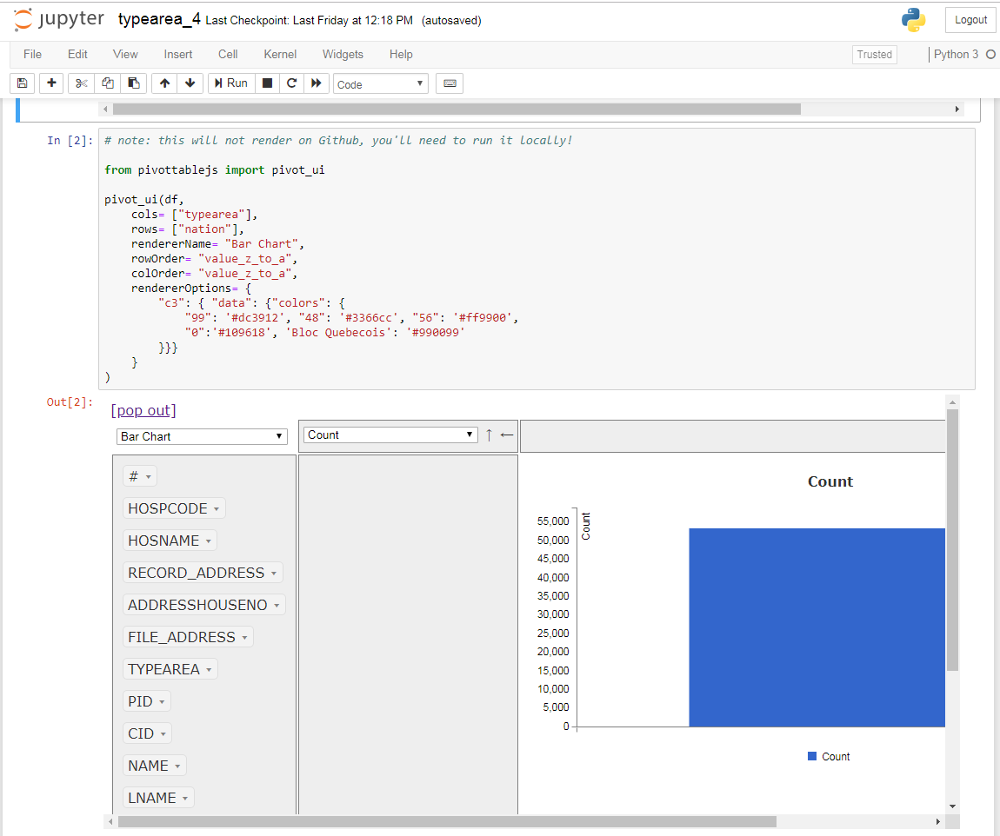 jupyter typearea_4 Last Checkpoint: Last Friday at 12:18 PM (autosaved) Logout
File Edit View Insert Cell Kernel Widgets Help Trusted Python 3
Run Code
In [2]: # note: this will not render on Github, you'll need to run it locally!
from pivottablejs import pivot_ui
pivot_ui(df,
cols= ["typearea"],
rows= ["nation"],
rendererName= "Bar Chart",
rowOrder= "value_z_to_a",
colOrder= "value_z_to_a",
rendererOptions= {
"c3": { "data": {"colors": {
"99": '#dc3912', "48": '#3366cc', "56": '#ff9900',
"0":'#109618', 'Bloc Quebecois': '#990099'
}}}
}
)
Out[2]: [pop out]
Bar Chart Count ↑ ←
#
HOSPCODE
HOSNAME
RECORD_ADDRESS
ADDRESSHOUSENO
FILE_ADDRESS
TYPEAREA
PID
CID
NAME
LNAME
Count
Count
55,000
50,000
45,000
40,000
35,000
30,000
25,000
20,000
15,000
10,000
5,000
0
Count